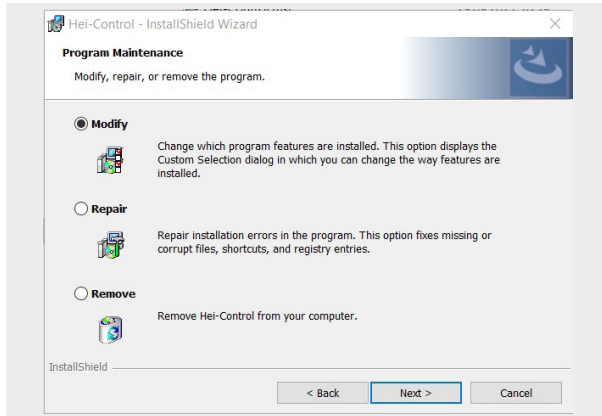 Hei-Control - InstallShield Wizard
Program Maintenance
Modify, repair, or remove the program.
Modify
Change which program features are installed. This option displays the
Custom Selection dialog in which you can change the way features are
installed.
Repair
Repair installation errors in the program. This option fixes missing or
corrupt files, shortcuts, and registry entries.
Remove
Remove Hei-Control from your computer.
InstallShield
< Back
Next >
Cancel